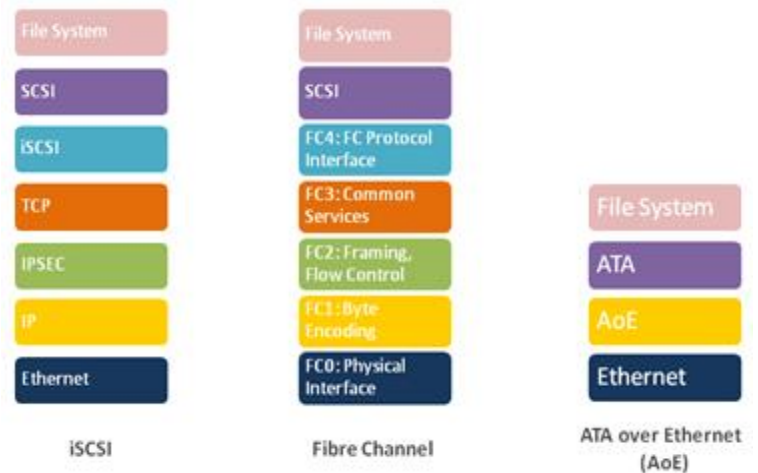 File System
SCSI
iSCSI
TCP
IPSEC
IP
Ethernet
iSCSI
File System
SCSI
FC4: FC Protocol
Interface
FC3: Common
Services
FC2: Framing,
Flow Control
FC1: Byte
Encoding
FC0: Physical
Interface
Fibre Channel
File System
ATA
AoE
Ethernet
ATA over Ethernet
(AoE)